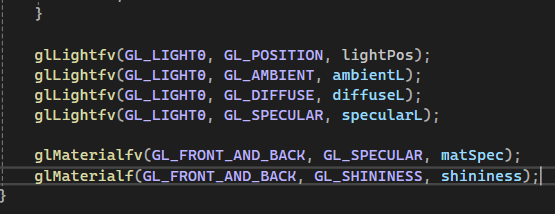 }
glLightfv(GL_LIGHT0, GL_POSITION, lightPos);
glLightfv(GL_LIGHT0, GL_AMBIENT, ambientL);
glLightfv(GL_LIGHT0, GL_DIFFUSE, diffuseL);
glLightfv(GL_LIGHT0, GL_SPECULAR, specularL);
glMaterialfv(GL_FRONT_AND_BACK, GL_SPECULAR, matSpec);
glMaterialf(GL_FRONT_AND_BACK, GL_SHININESS, shininess);
}